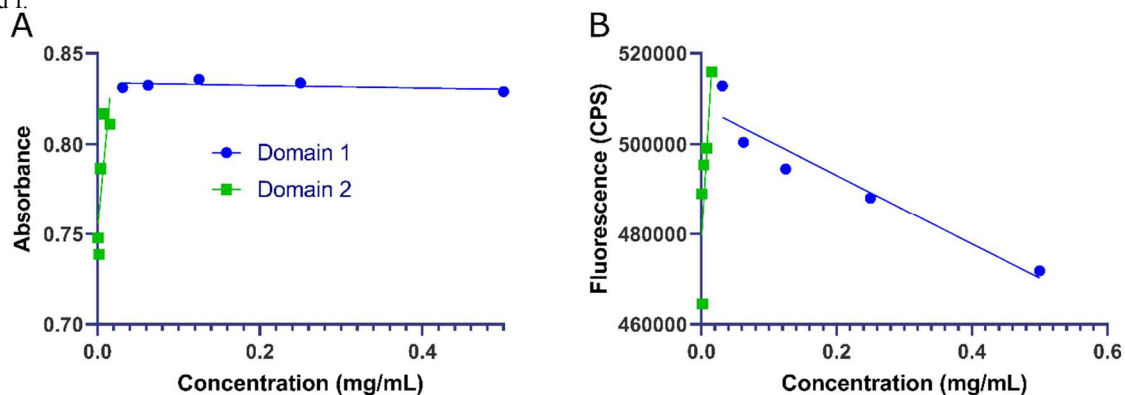 A
Absorbance
0.85
0.80
0.75
0.70
0.0
0.2
0.4
Concentration (mg/mL)
Domain 1
Domain 2
B
Fluorescence (CPS)
520000
500000
480000
460000
0.0
0.2
0.4
0.6
Concentration (mg/mL)